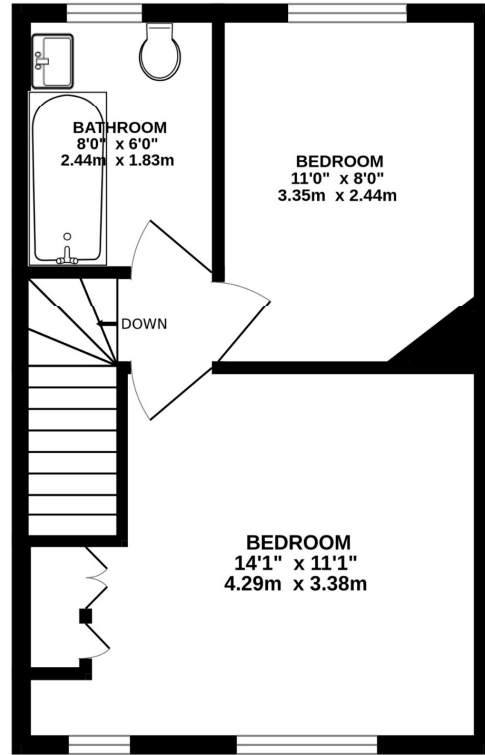 BATHROOM
8'0" x 6'0"
2.44m x 1.83m
BEDROOM
11'0" x 8'0"
3.35m x 2.44m
DOWN
BEDROOM
14'1" x 11'1"
4.29m x 3.38m